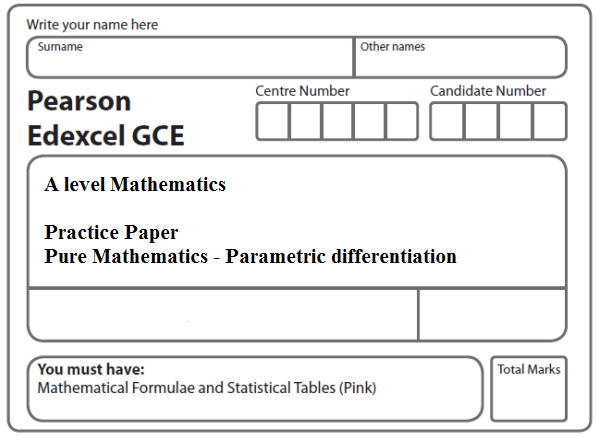 Write your name here
Surname
Other names
Pearson
Edexcel GCE
Centre Number
Candidate Number
A level Mathematics
Practice Paper
Pure Mathematics - Parametric differentiation
You must have:
Mathematical Formulae and Statistical Tables (Pink)
Total Marks